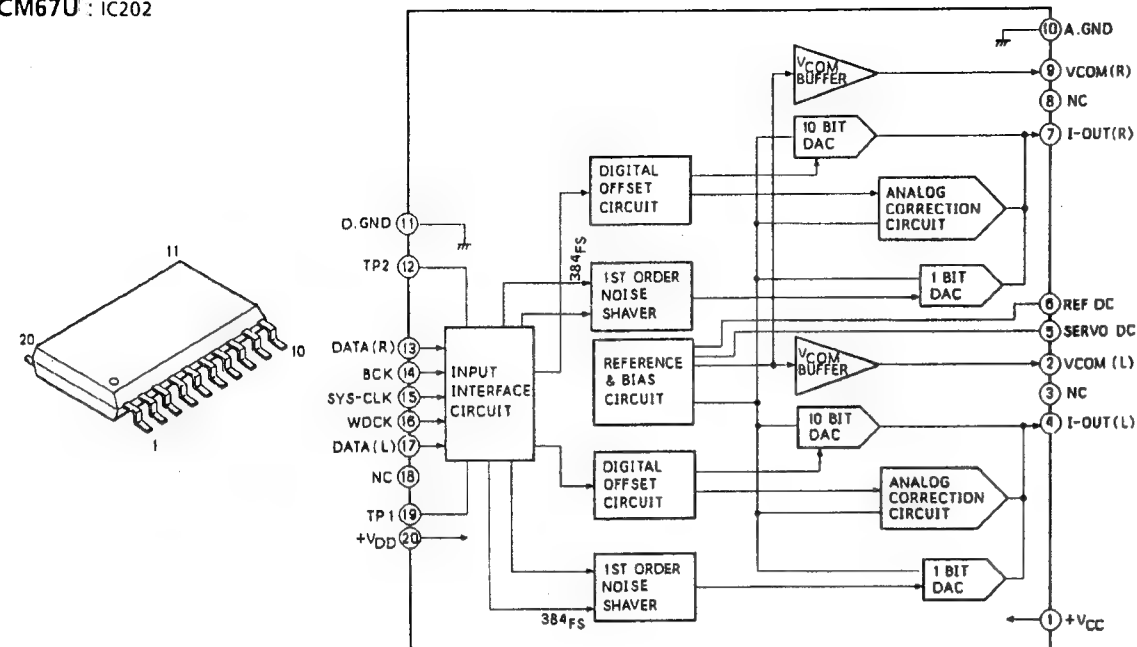 CM67U : IC202
11
20
10
1
10 A.GND
9 VCOM(R)
8 NC
7 I-OUT(R)
6 REF DC
5 SERVO DC
2 VCOM (L)
3 NC
4 I-OUT(L)
1 +VCC
D.GND 11
TP2 12
DATA(R) 13
BCK 14
SYS-CLK 15
WDCK 16
DATA(L) 17
NC 18
TP1 19
+VDD 20
INPUT
INTERFACE
CIRCUIT
VCOM
BUFFER
10 BIT
DAC
DIGITAL
OFFSET
CIRCUIT
ANALOG
CORRECTION
CIRCUIT
384FS
1ST ORDER
NOISE
SHAVER
1 BIT
DAC
REFERENCE
& BIAS
CIRCUIT
VCOM
BUFFER
10 BIT
DAC
DIGITAL
OFFSET
CIRCUIT
ANALOG
CORRECTION
CIRCUIT
1ST ORDER
NOISE
SHAVER
384FS
1 BIT
DAC